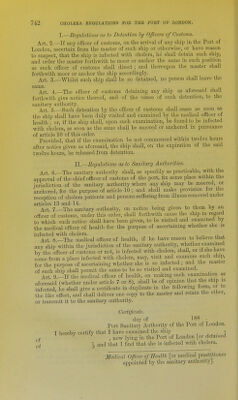 742 CHOLERA REGULATIONS FOR THE PORT OF LONDON.
I.—Regulations as to Detention by Officers of Customs.
Art. 2.—If any officer of customs, on the arrival of any ship in the Port of
London, ascertain from the master of such ship or otherwise, or have reason
to suspect, that the ship is infected with cholera, he shall detain such ship,
and order the master forthwith to moor or anchor the same in such position
as such officer of customs shall direct; and thereupon the master shall
forthwith moor or anchor the ship accordingly.
Art. 3.—Whilst such ship shall be so detained, no person shall leave the
same.
Art. 4.—The officer of customs detaining any ship as aforesaid shall
forthwith give notice thereof, and of the cause of such detention, to the
sanitary authority.
Art. 5.—Such detention by the officer of customs shall cease as soon as
the ship shall have been duly visited and examined by the medical officer of
health; or, if the ship shall, upon such examination, be found to be infected
with cholera, as soon as the same shall be moored or anchored in pursuance
of article 10 of this order.
Provided, that if the examination be not commenced within twelve hours
after notice given as aforesaid, the ship shall, on the expiration of the said
twelve hours, be released from detention.
II.—Regulations as to Sanitary Authorities.
Art. 6.—The sanitary authority shall, as speedily as practicable, with the
approval of the chief officer of customs of the port, fix some place within the
jurisdiction of the sanitary authority where any ship may be moored, or
anchored, for the purpose of article 10; and shall make provision for the
reception of cholera patients and persons suffering from illness removed under
articles 13 and 14.
Art. 7.—The sanitary authority, on notice being given to them by an
officer of customs, under this order, shall forthwith cause the ship in regard
to which such notice shall have been given, to be visited and examined by
the medical officer of health for the purpose of ascertaining whether she is
infected with cholera.
Art. 8.—If the medical officer of health, if he have reason to believe that
any ship within the jurisdiction of the sanitary authority, whether examined
by the officer of customs or not, is infected with cholera, shall, or if she have
come from a place infected with cholera, may, visit and examine such ship,
for the purpose of ascertaining whether she is so infected; and the master
of such ship shall permit the same to be so visited and examined.
Art. 9.—If the medical officer of health, on making such examination as
aforesaid (whether under article 7 or 8), shall be of opinion that the ship is
infected, he shall give a certificate in duplicate in the following form, or to
the like effect, and shall deliver one copy to the master and retain the other,
or transmit it to the sanitary authority.
Certificate.
day of 188
Port Sanitary Authority of the Port of London.
I hereby certify that I have examined the ship
of , now lying in the Port of London [or detained
at ], and that I find that she is infected with cholera.
Medical Officer of Health [or medical practitioner
appointed by the sanitary authority].